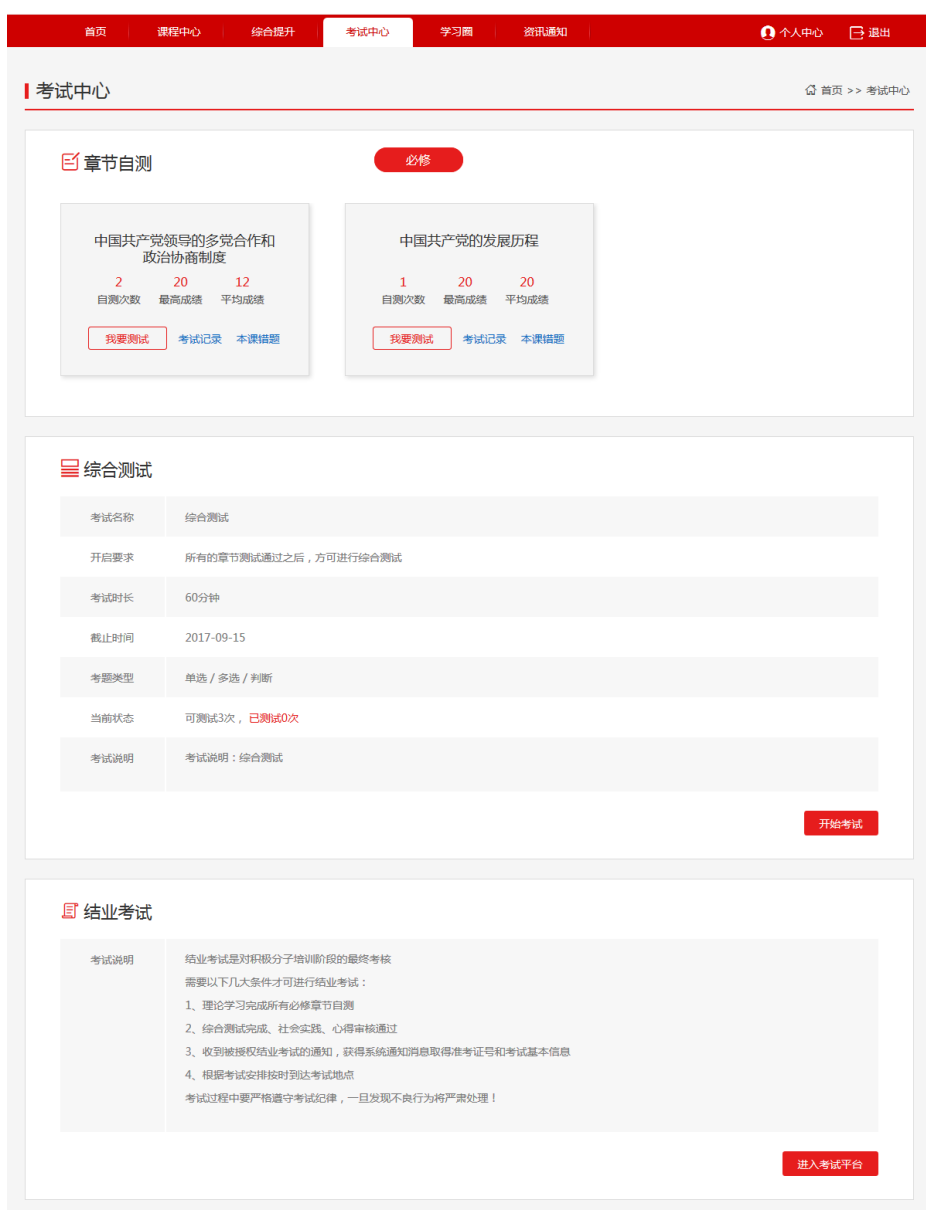 首页 课程中心 综合提升 考试中心 学习圈 资讯通知 个人中心 退出
考试中心 首页 >> 考试中心
章节自测 必修
中国共产党领导的多党合作和
政治协商制度
2 20 12
自测次数 最高成绩 平均成绩
我要测试 考试记录 本课错题
中国共产党的发展历程
1 20 20
自测次数 最高成绩 平均成绩
我要测试 考试记录 本课错题
综合测试
考试名称 综合测试
开启要求 所有的章节测试通过之后，方可进行综合测试
考试时长 60分钟
截止时间 2017-09-15
考题类型 单选 / 多选 / 判断
当前状态 可测试3次，已测试0次
考试说明 考试说明：综合测试
开始考试
结业考试
考试说明 结业考试是对积极分子培训阶段的最终考核
需要以下几大条件才可进行结业考试：
1、理论学习完成所有必修章节自测
2、综合测试完成、社会实践、心得审核通过
3、收到被授权结业考试的通知，获得系统通知消息取得准考证号和考试基本信息
4、根据考试安排按时到达考试地点
考试过程中要严格遵守考试纪律，一旦发现不良行为将严肃处理！
进入考试平台